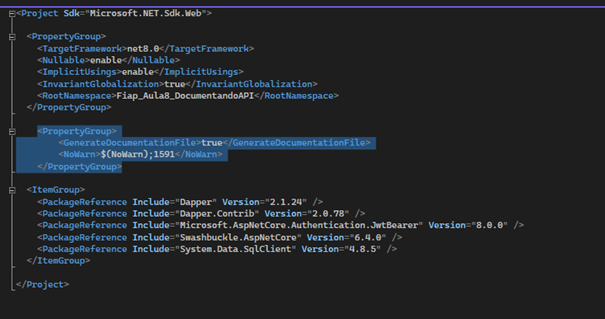 <Project Sdk="Microsoft.NET.Sdk.Web">
<PropertyGroup>
<TargetFramework>net8.0</TargetFramework>
<Nullable>enable</Nullable>
<ImplicitUsings>enable</ImplicitUsings>
<InvariantGlobalization>true</InvariantGlobalization>
<RootNamespace>Fiap_Aula8_DocumentandoAPI</RootNamespace>
</PropertyGroup>
<PropertyGroup>
<GenerateDocumentationFile>true</GenerateDocumentationFile>
<NoWarn>$(NoWarn);1591</NoWarn>
</PropertyGroup>
<ItemGroup>
<PackageReference Include="Dapper" Version="2.1.24" />
<PackageReference Include="Dapper.Contrib" Version="2.0.78" />
<PackageReference Include="Microsoft.AspNetCore.Authentication.JwtBearer" Version="8.0.0" />
<PackageReference Include="Swashbuckle.AspNetCore" Version="6.4.0" />
<PackageReference Include="System.Data.SqlClient" Version="4.8.5" />
</ItemGroup>
</Project>